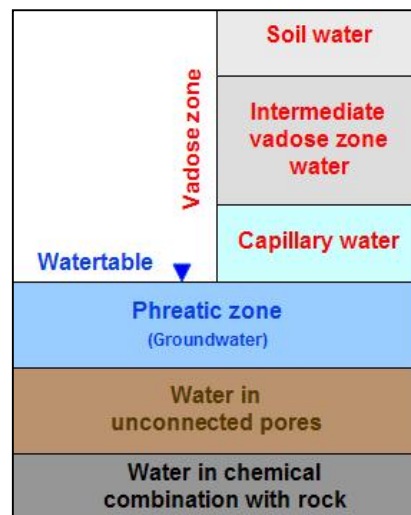 Soil water
Vadose zone
Intermediate
vadose zone
water
Capillary water
Watertable
Phreatic zone
(Groundwater)
Water in
unconnected pores
Water in chemical
combination with rock